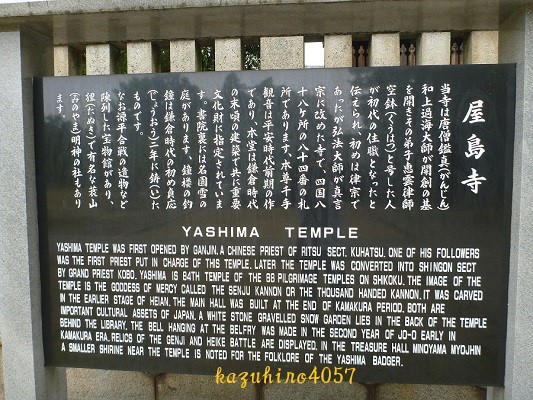 屋島寺
当寺は唐僧鑑真(がんじん)
和上過海大師が開創の基
を開きその弟子恵雲律師
空鉢(くうはつ)と号した人
が初代の住職となったと
伝えられ、初めは律宗で
あったが弘法大師が真言
宗に改めた寺で、四国八
十八ケ所の八十四番の札
所であります。本尊千手
観音は平安時代前期の作
であり、本堂は鎌倉時代
の末頃の建築で共に重要
文化財に指定されていま
す。書院裏には名園雪の
庭があります。鐘楼の釣
鐘は鎌倉時代の初め貞応
(じょうおう)二年に鋳(い)た
ものです。
なお源平合戦の遺物など
陳列した宝物館があり、
狸(たぬき)で有名な蓑山
(みのやま)明神の社もあり
ます。
YASHIMA TEMPLE
YASHIMA TEMPLE WAS FIRST OPENED BY GANJIN. A CHINESE PRIEST OF RITSU SECT. KUHATSU. ONE OF HIS FOLLOWERS
WAS THE FIRST PRIEST PUT IN CHARGE OF THIS TEMPLE. LATER THE TEMPLE WAS CONVERTED INTO SHINGON SECT
BY GRAND PRIEST KOBO. YASHIMA IS 84TH TEMPLE OF THE 88 PILGRIMAGE TEMPLES ON SHIKOKU. THE IMAGE OF THE
TEMPLE IS THE GODDESS OF MERCY CALLED THE SENJU KANNON OR THE THOUSAND HANDED KANNON. IT WAS CARVED
IN THE EARLIER STAGE OF HEIAN. THE MAIN HALL WAS BUILT AT THE END OF KAMAKURA PERIOD. BOTH ARE
IMPORTANT CULTURAL ASSETS OF JAPAN. A WHITE STONE GRAVELLED SNOW GARDEN LIES IN THE BACK OF THE TEMPLE
BEHIND THE LIBRARY. THE BELL HANGING AT THE BELFRY WAS MADE IN THE SECOND YEAR OF JO-O EARLY IN
KAMAKURA ERA. RELICS OF THE GENJI AND HEIKE BATTLE ARE DISPLAYED. IN THE TREASURE HALL MINOYAMA MYOJHIN
A SMALLER SHIRINE NEAR THE TEMPLE IS NOTED FOR THE FOLKLORE OF THE YASHIMA BADGER.
kazuhiro4057